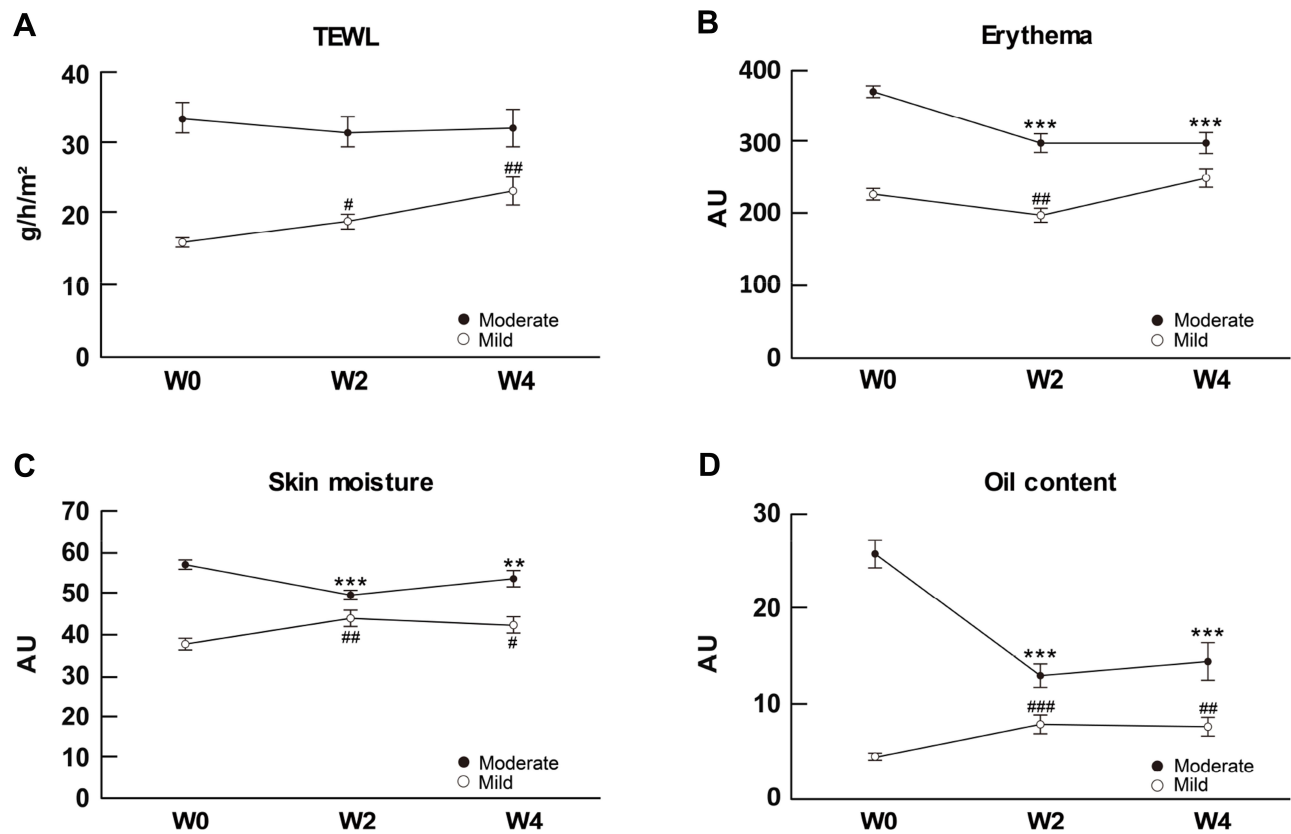 A
TEWL
40
30
20
10
0
g/h/m²
#
##
Moderate
Mild
W0 W2 W4
B
Erythema
400
300
200
100
0
AU
*** ***
##
Moderate
Mild
W0 W2 W4
C
Skin moisture
70
60
50
40
30
20
10
0
AU
*** **
## #
Moderate
Mild
W0 W2 W4
D
Oil content
30
20
10
0
AU
*** ***
### ##
Moderate
Mild
W0 W2 W4